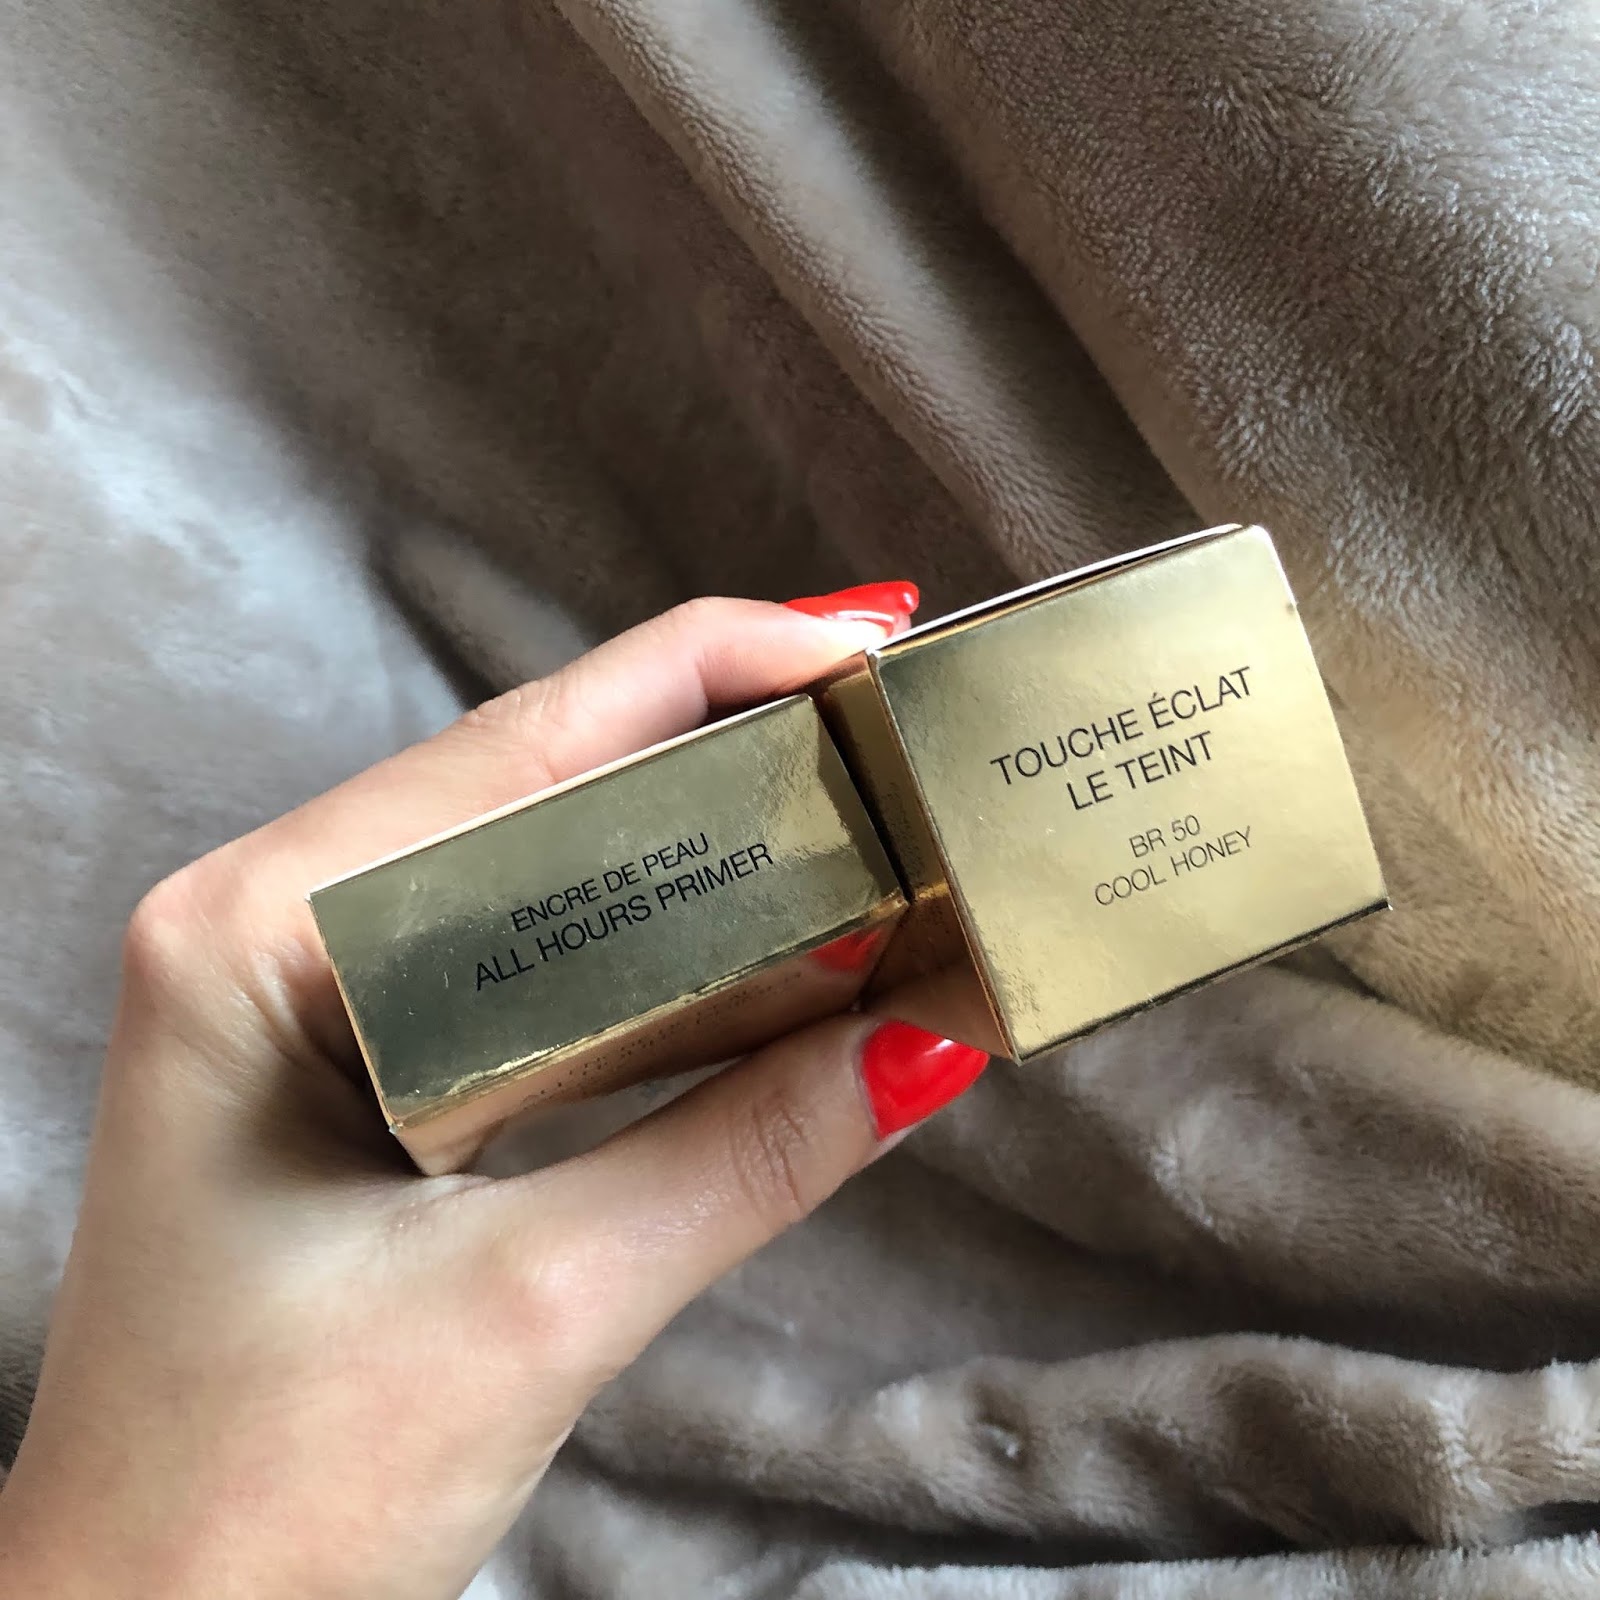 ENCRE DE PEAU
ALL HOURS PRIMER
TOUCHE ÉCLAT
LE TEINT
BR 50
COOL HONEY